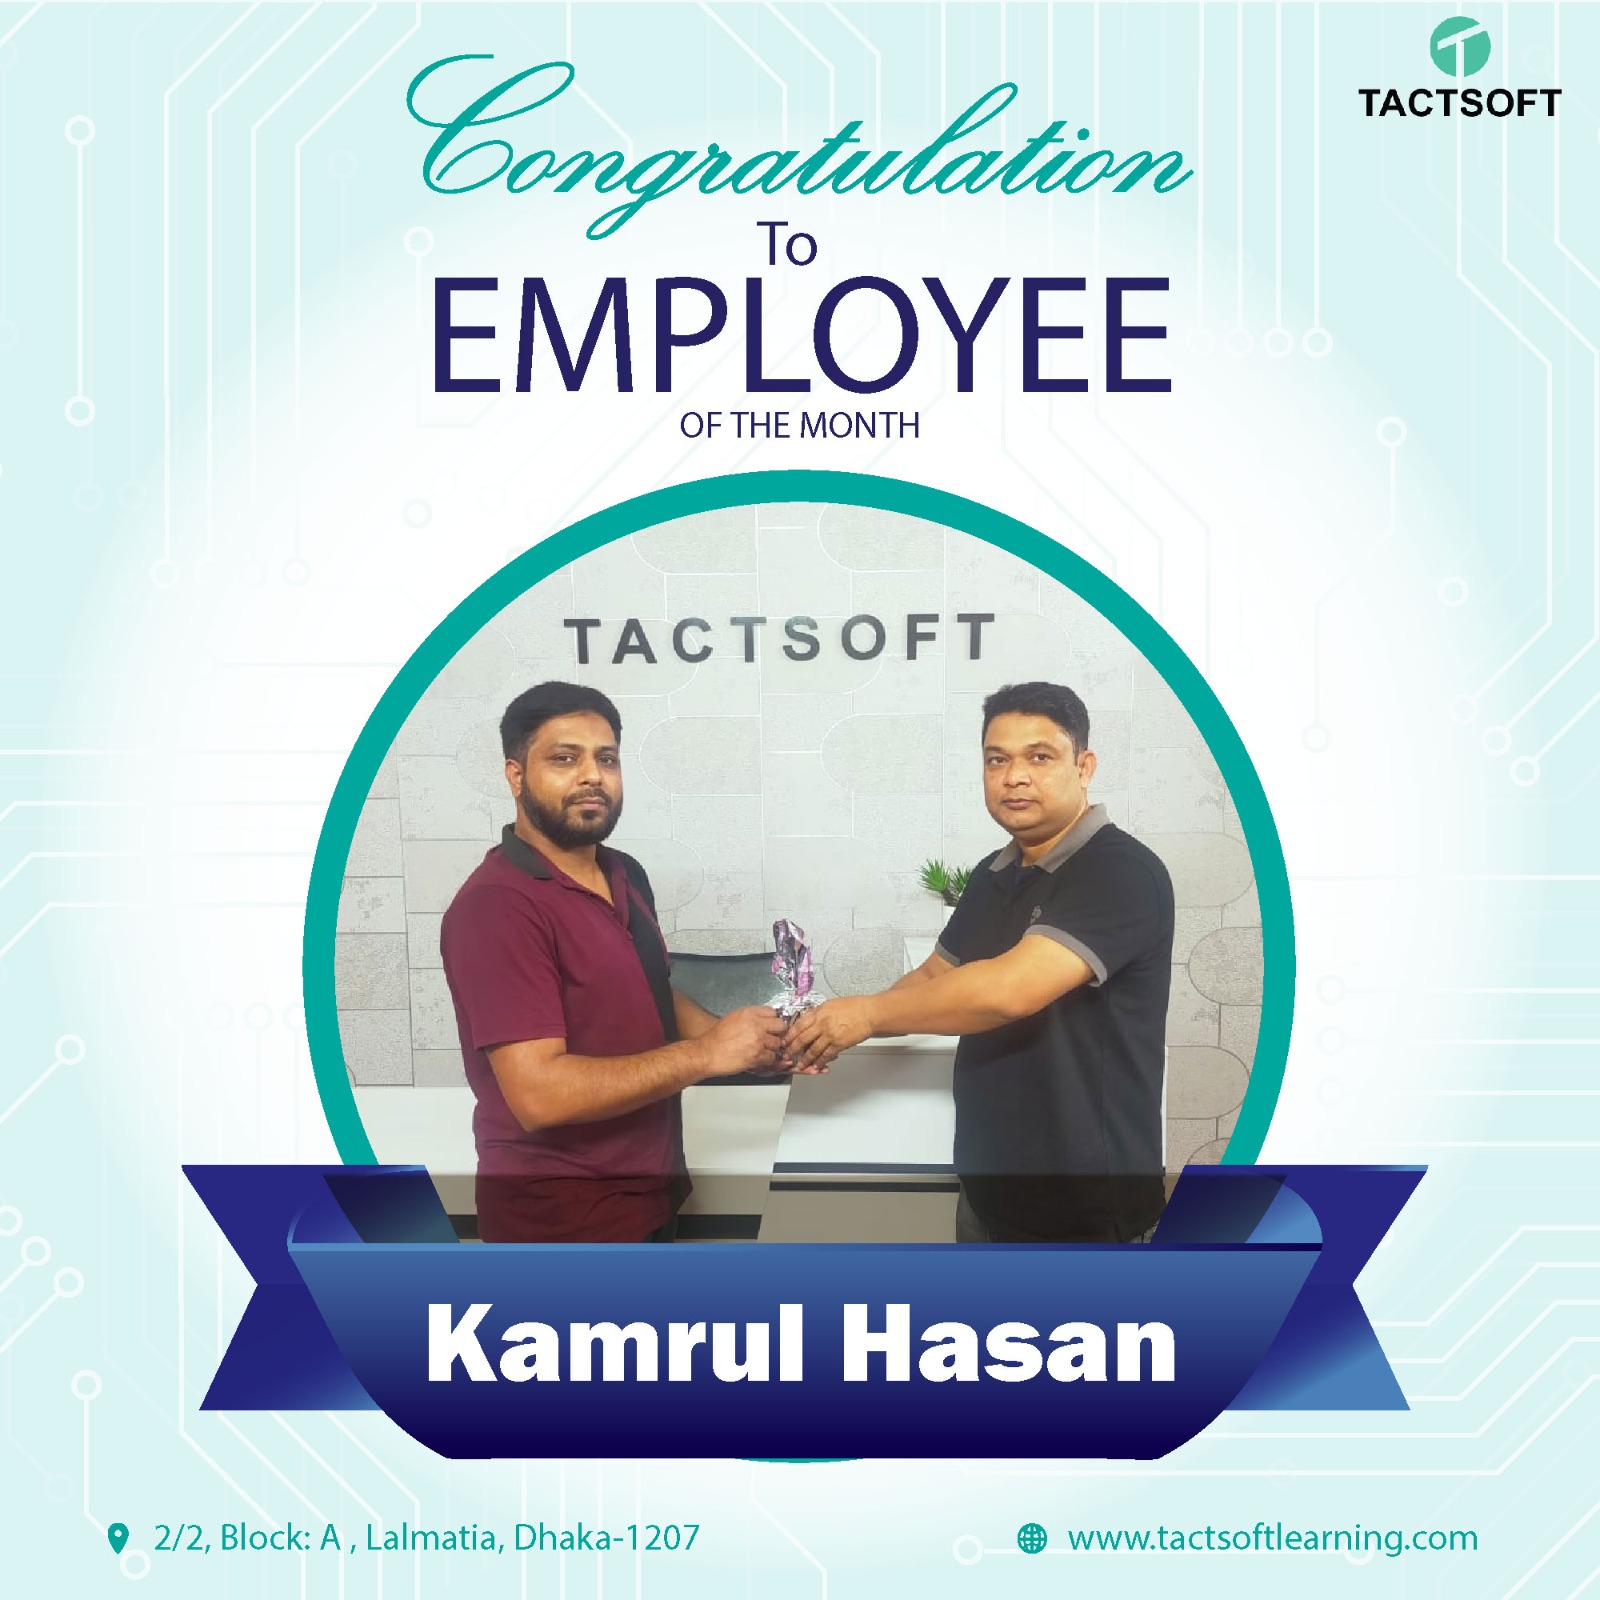 TACTSOFT
Congratulation
To
EMPLOYEE
OF THE MONTH
TACTSOFT
Kamrul Hasan
2/2, Block: A , Lalmatia, Dhaka-1207
www.tactsoftlearning.com